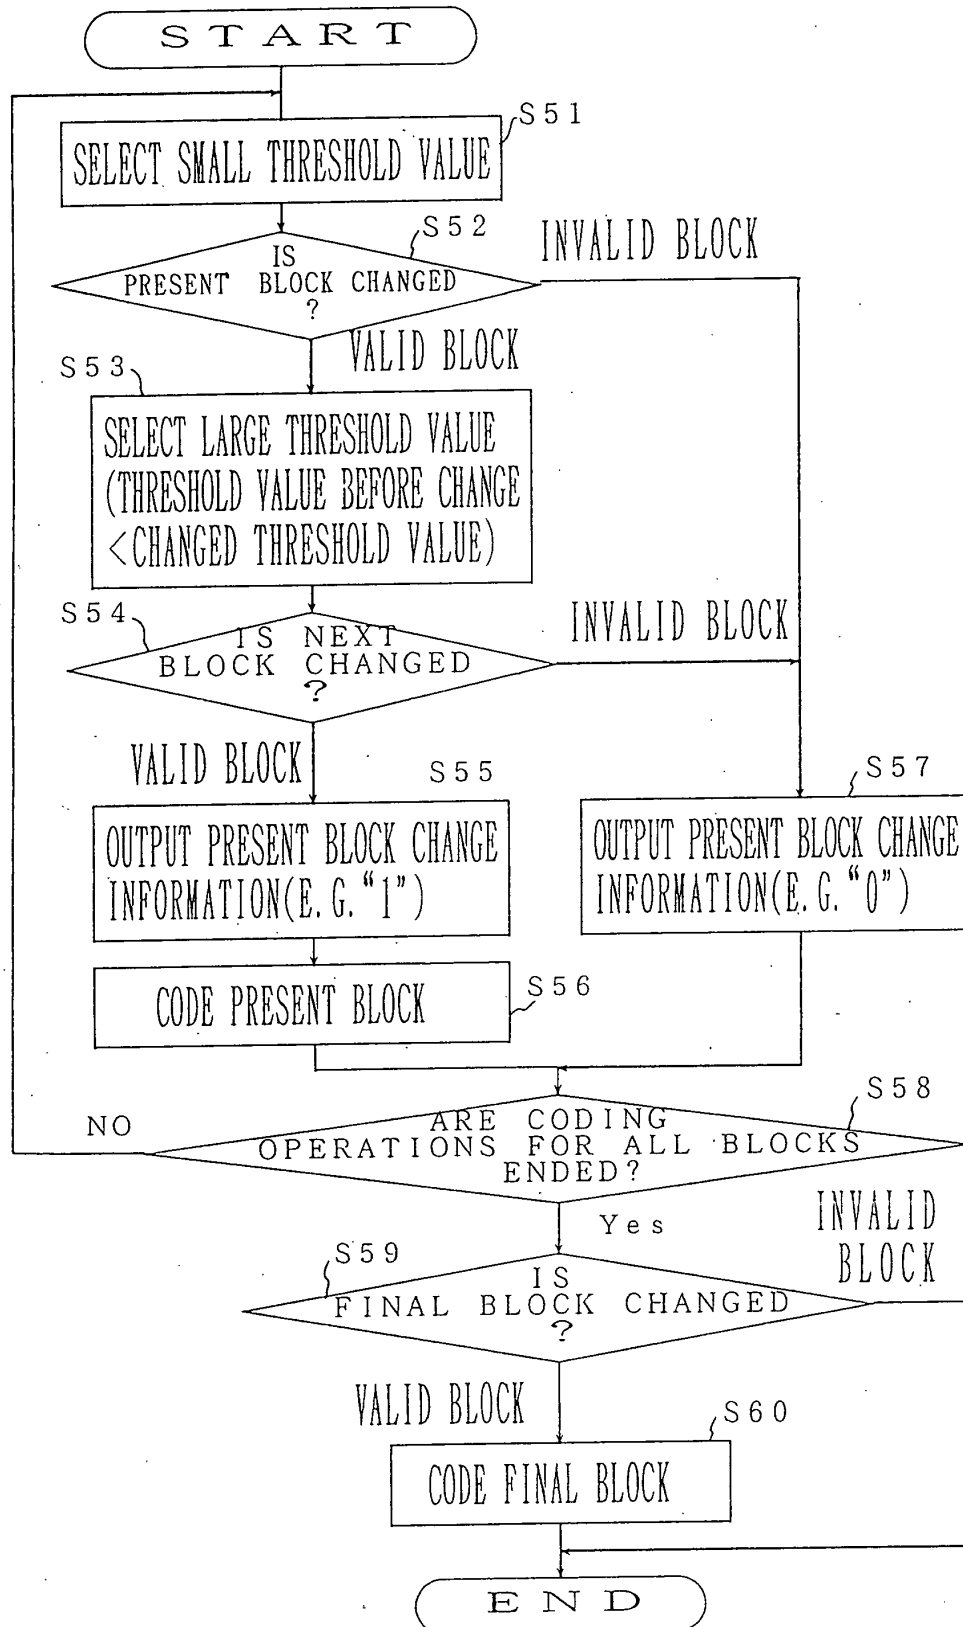 START
S51
SELECT SMALL THRESHOLD VALUE
S52
INVALID BLOCK
IS
PRESENT BLOCK CHANGED
?
VALID BLOCK
S53
SELECT LARGE THRESHOLD VALUE
(THRESHOLD VALUE BEFORE CHANGE
<CHANGED THRESHOLD VALUE)
S54
INVALID BLOCK
IS NEXT
BLOCK CHANGED
?
VALID BLOCK
S55
S57
OUTPUT PRESENT BLOCK CHANGE
INFORMATION(E.G."1")
OUTPUT PRESENT BLOCK CHANGE
INFORMATION(E.G."0")
S56
CODE PRESENT BLOCK
S58
NO
ARE CODING
OPERATIONS FOR ALL BLOCKS
ENDED?
Yes
INVALID
BLOCK
S59
IS
FINAL BLOCK CHANGED
?
VALID BLOCK
S60
CODE FINAL BLOCK
END